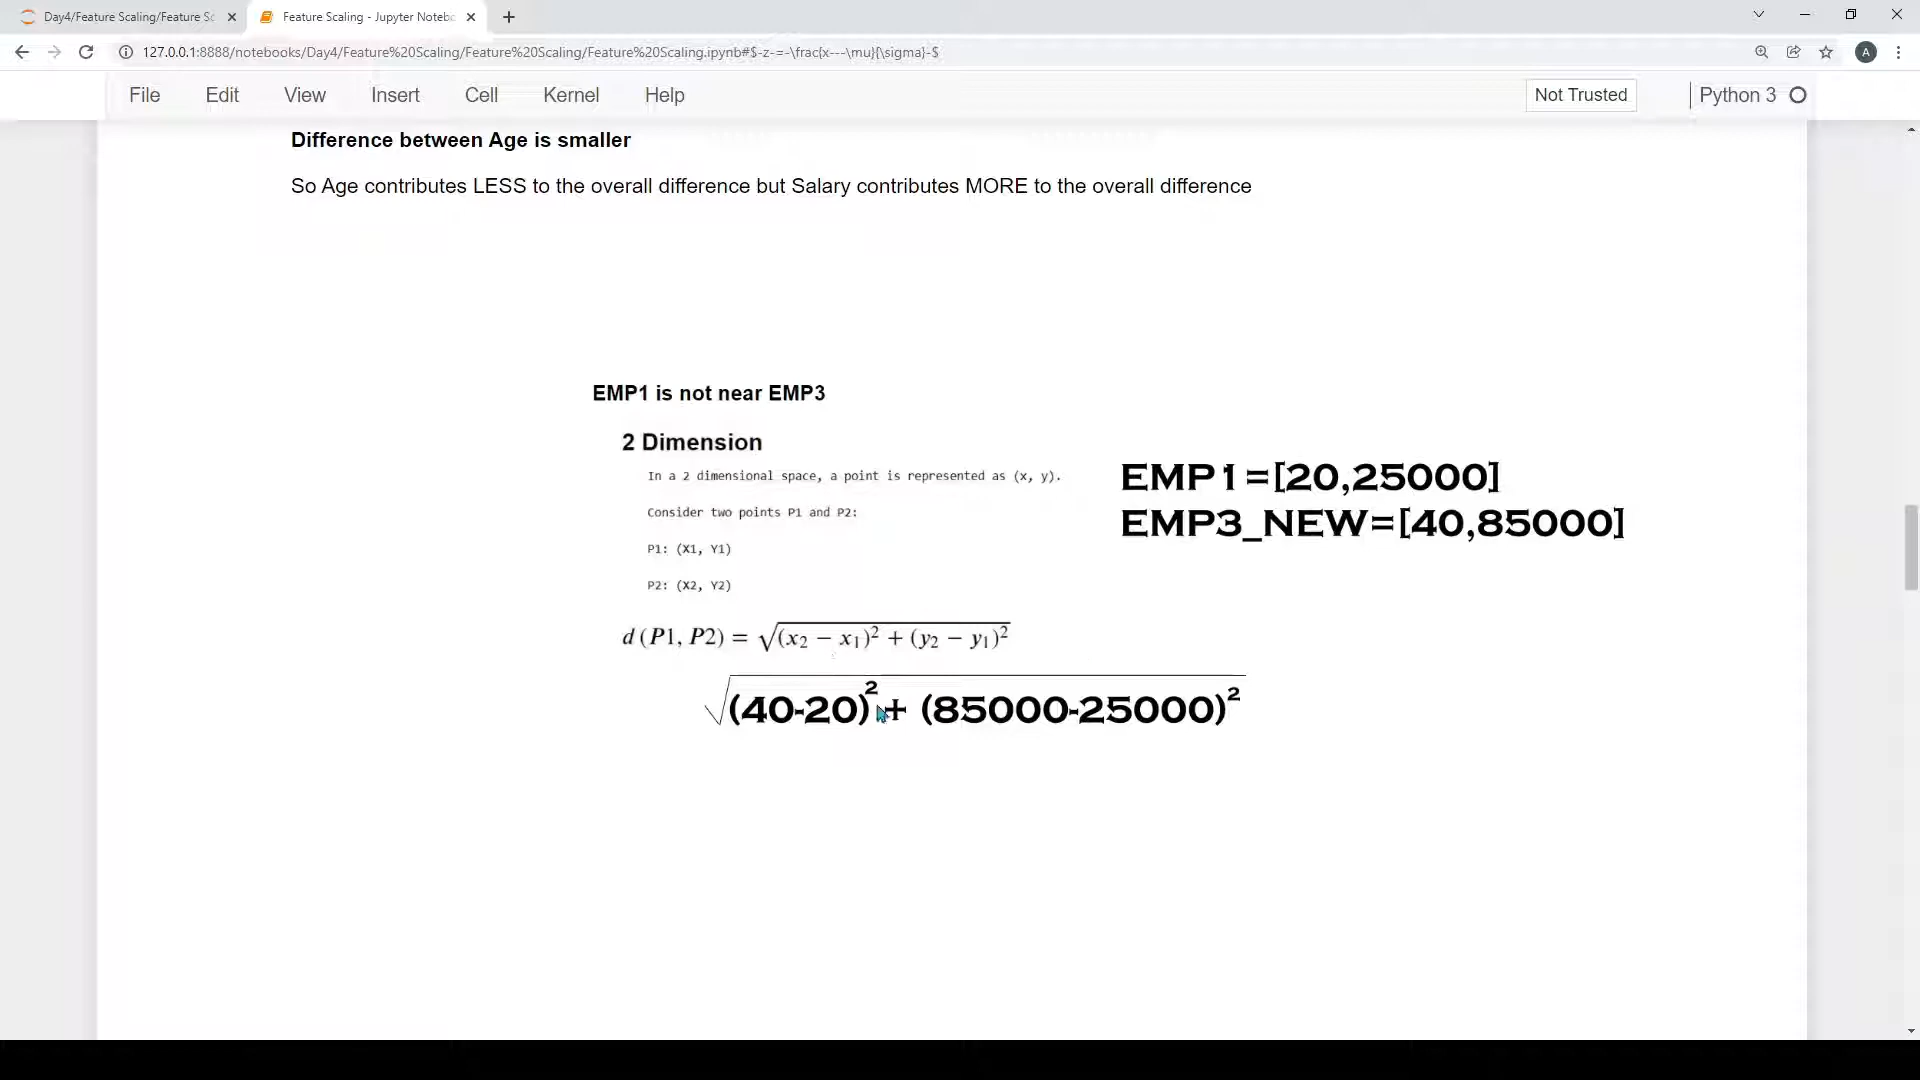 Day4/Feature Scaling/Feature Sc
Feature Scaling - Jupyter Notebo
127.0.0.1:8888/notebooks/Day4/Feature%20Scaling/Feature%20Scaling/Feature%20Scaling.ipynb#$-z-=-\frac{x---\mu}{\sigma}-$
A
File Edit View Insert Cell Kernel Help
Not Trusted
Python 3
Difference between Age is smaller
So Age contributes LESS to the overall difference but Salary contributes MORE to the overall difference
EMP1 is not near EMP3
2 Dimension
In a 2 dimensional space, a point is represented as (x, y).
Consider two points P1 and P2:
P1: (X1, Y1)
P2: (X2, Y2)
d (P1, P2) = √(x₂ − x₁)² + (y₂ − y₁)²
√(40-20)² + (85000-25000)²
EMP1=[20,25000]
EMP3_NEW=[40,85000]